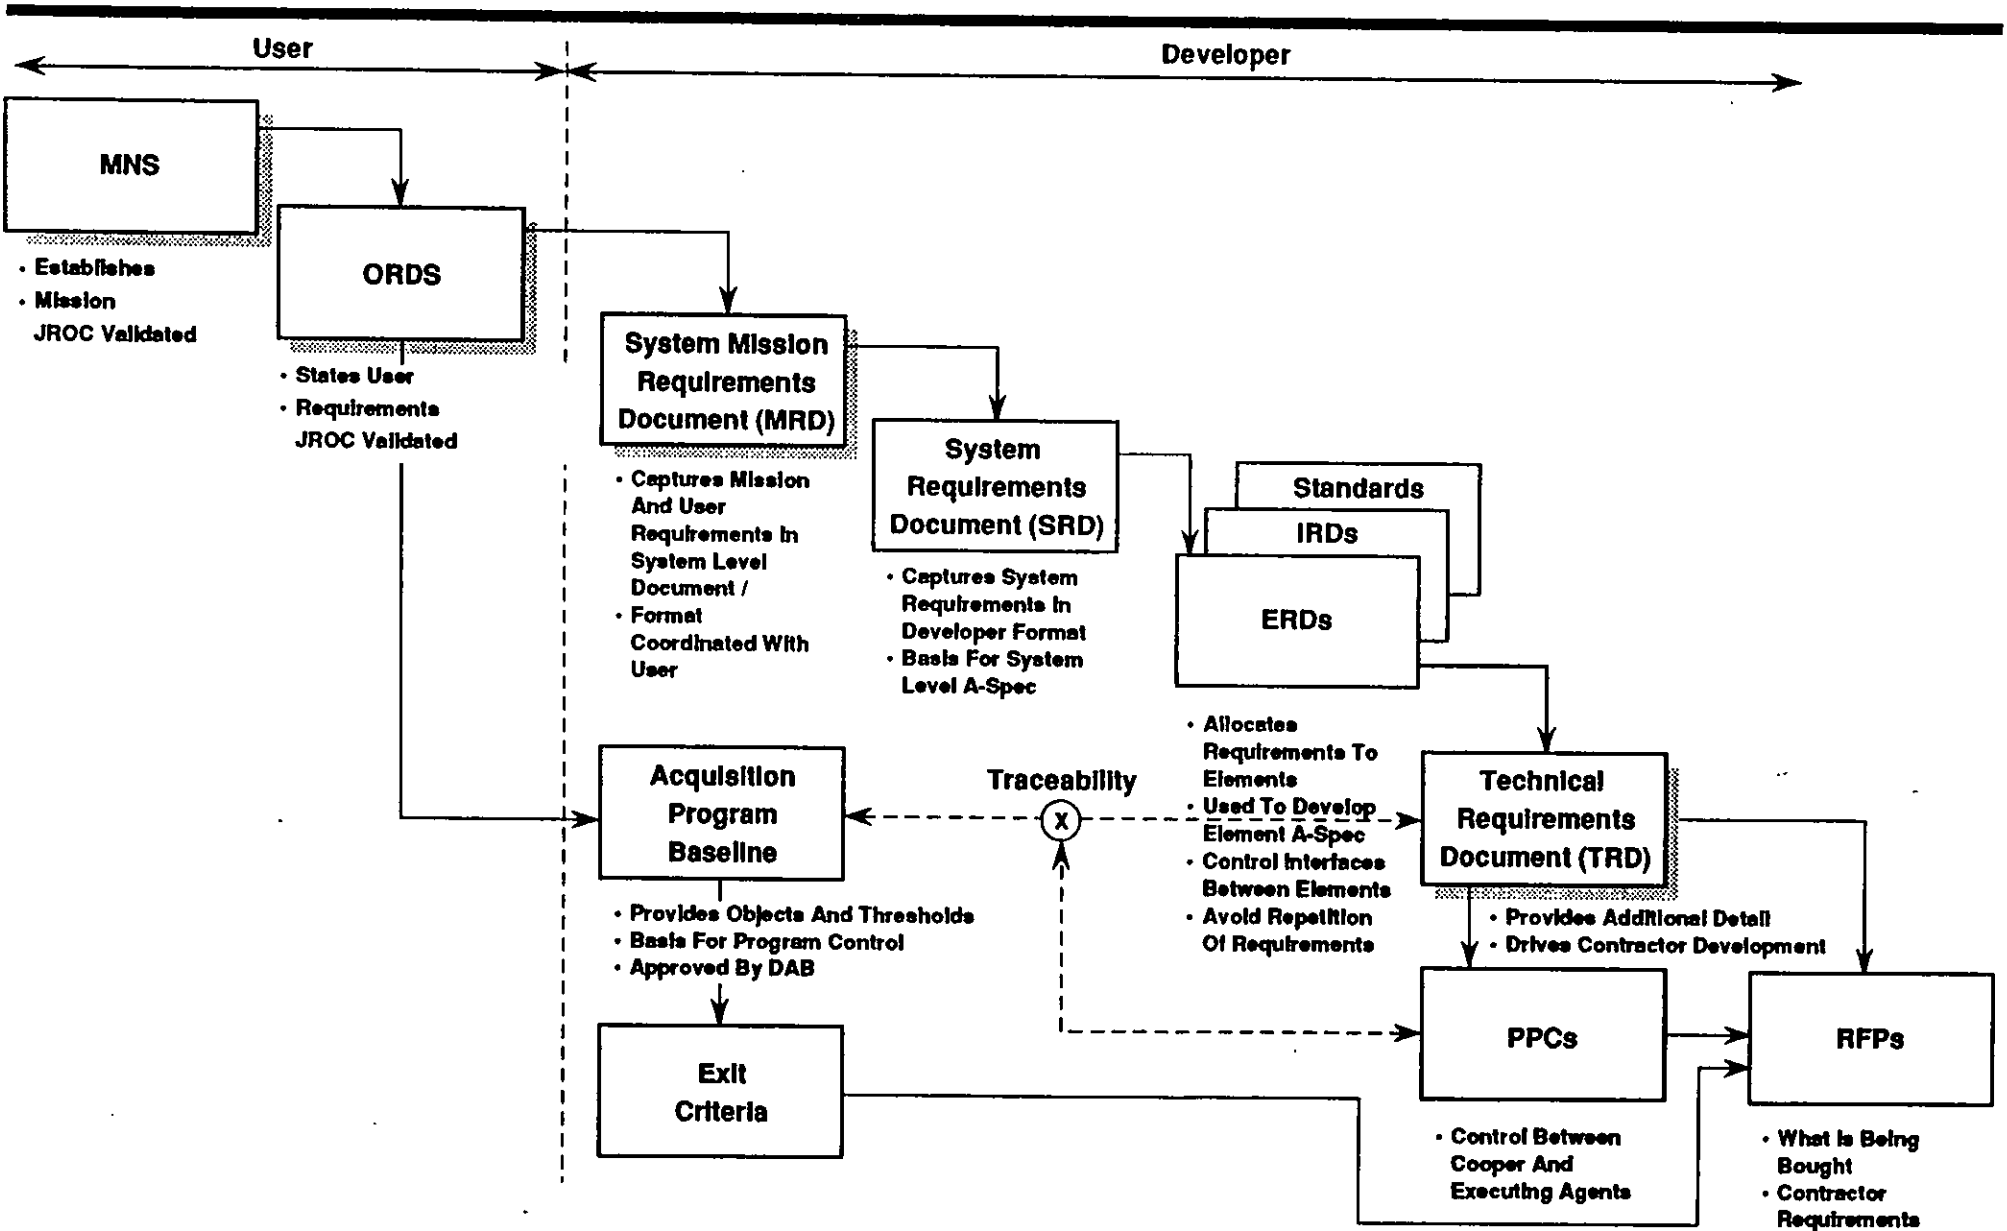 User
Developer
MNS
• Establishes
• Mission
JROC Validated
ORDS
• States User
• Requirements
JROC Validated
System Mission
Requirements
Document (MRD)
• Captures Mission
And User
Requirements In
System Level
Document /
• Format
Coordinated With
User
System
Requirements
Document (SRD)
• Captures System
Requirements In
Developer Format
• Basis For System
Level A-Spec
Standards
IRDs
ERDs
• Allocates
Requirements To
Elements
• Used To Develop
Element A-Spec
• Control Interfaces
Between Elements
• Avoid Repetition
Of Requirements
Acquisition
Program
Baseline
• Provides Objects And Thresholds
• Basis For Program Control
• Approved By DAB
Traceability
X
Technical
Requirements
Document (TRD)
• Provides Additional Detail
• Drives Contractor Development
Exit
Criteria
PPCs
• Control Between
Cooper And
Executing Agents
RFPs
• What Is Being
Bought
• Contractor
Requirements